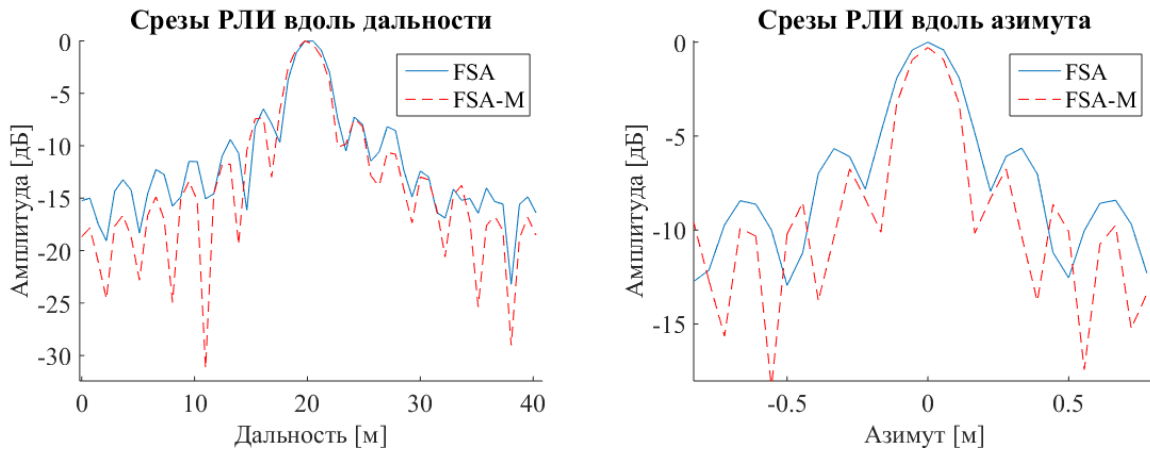 Срезы РЛИ вдоль дальности
0
-5
-10
-15
-20
-25
-30
Амплитуда [дБ]
FSA
FSA-M
0
10
20
30
40
Дальность [м]
Срезы РЛИ вдоль азимута
0
-5
-10
-15
Амплитуда [дБ]
FSA
FSA-M
-0.5
0
0.5
Азимут [м]